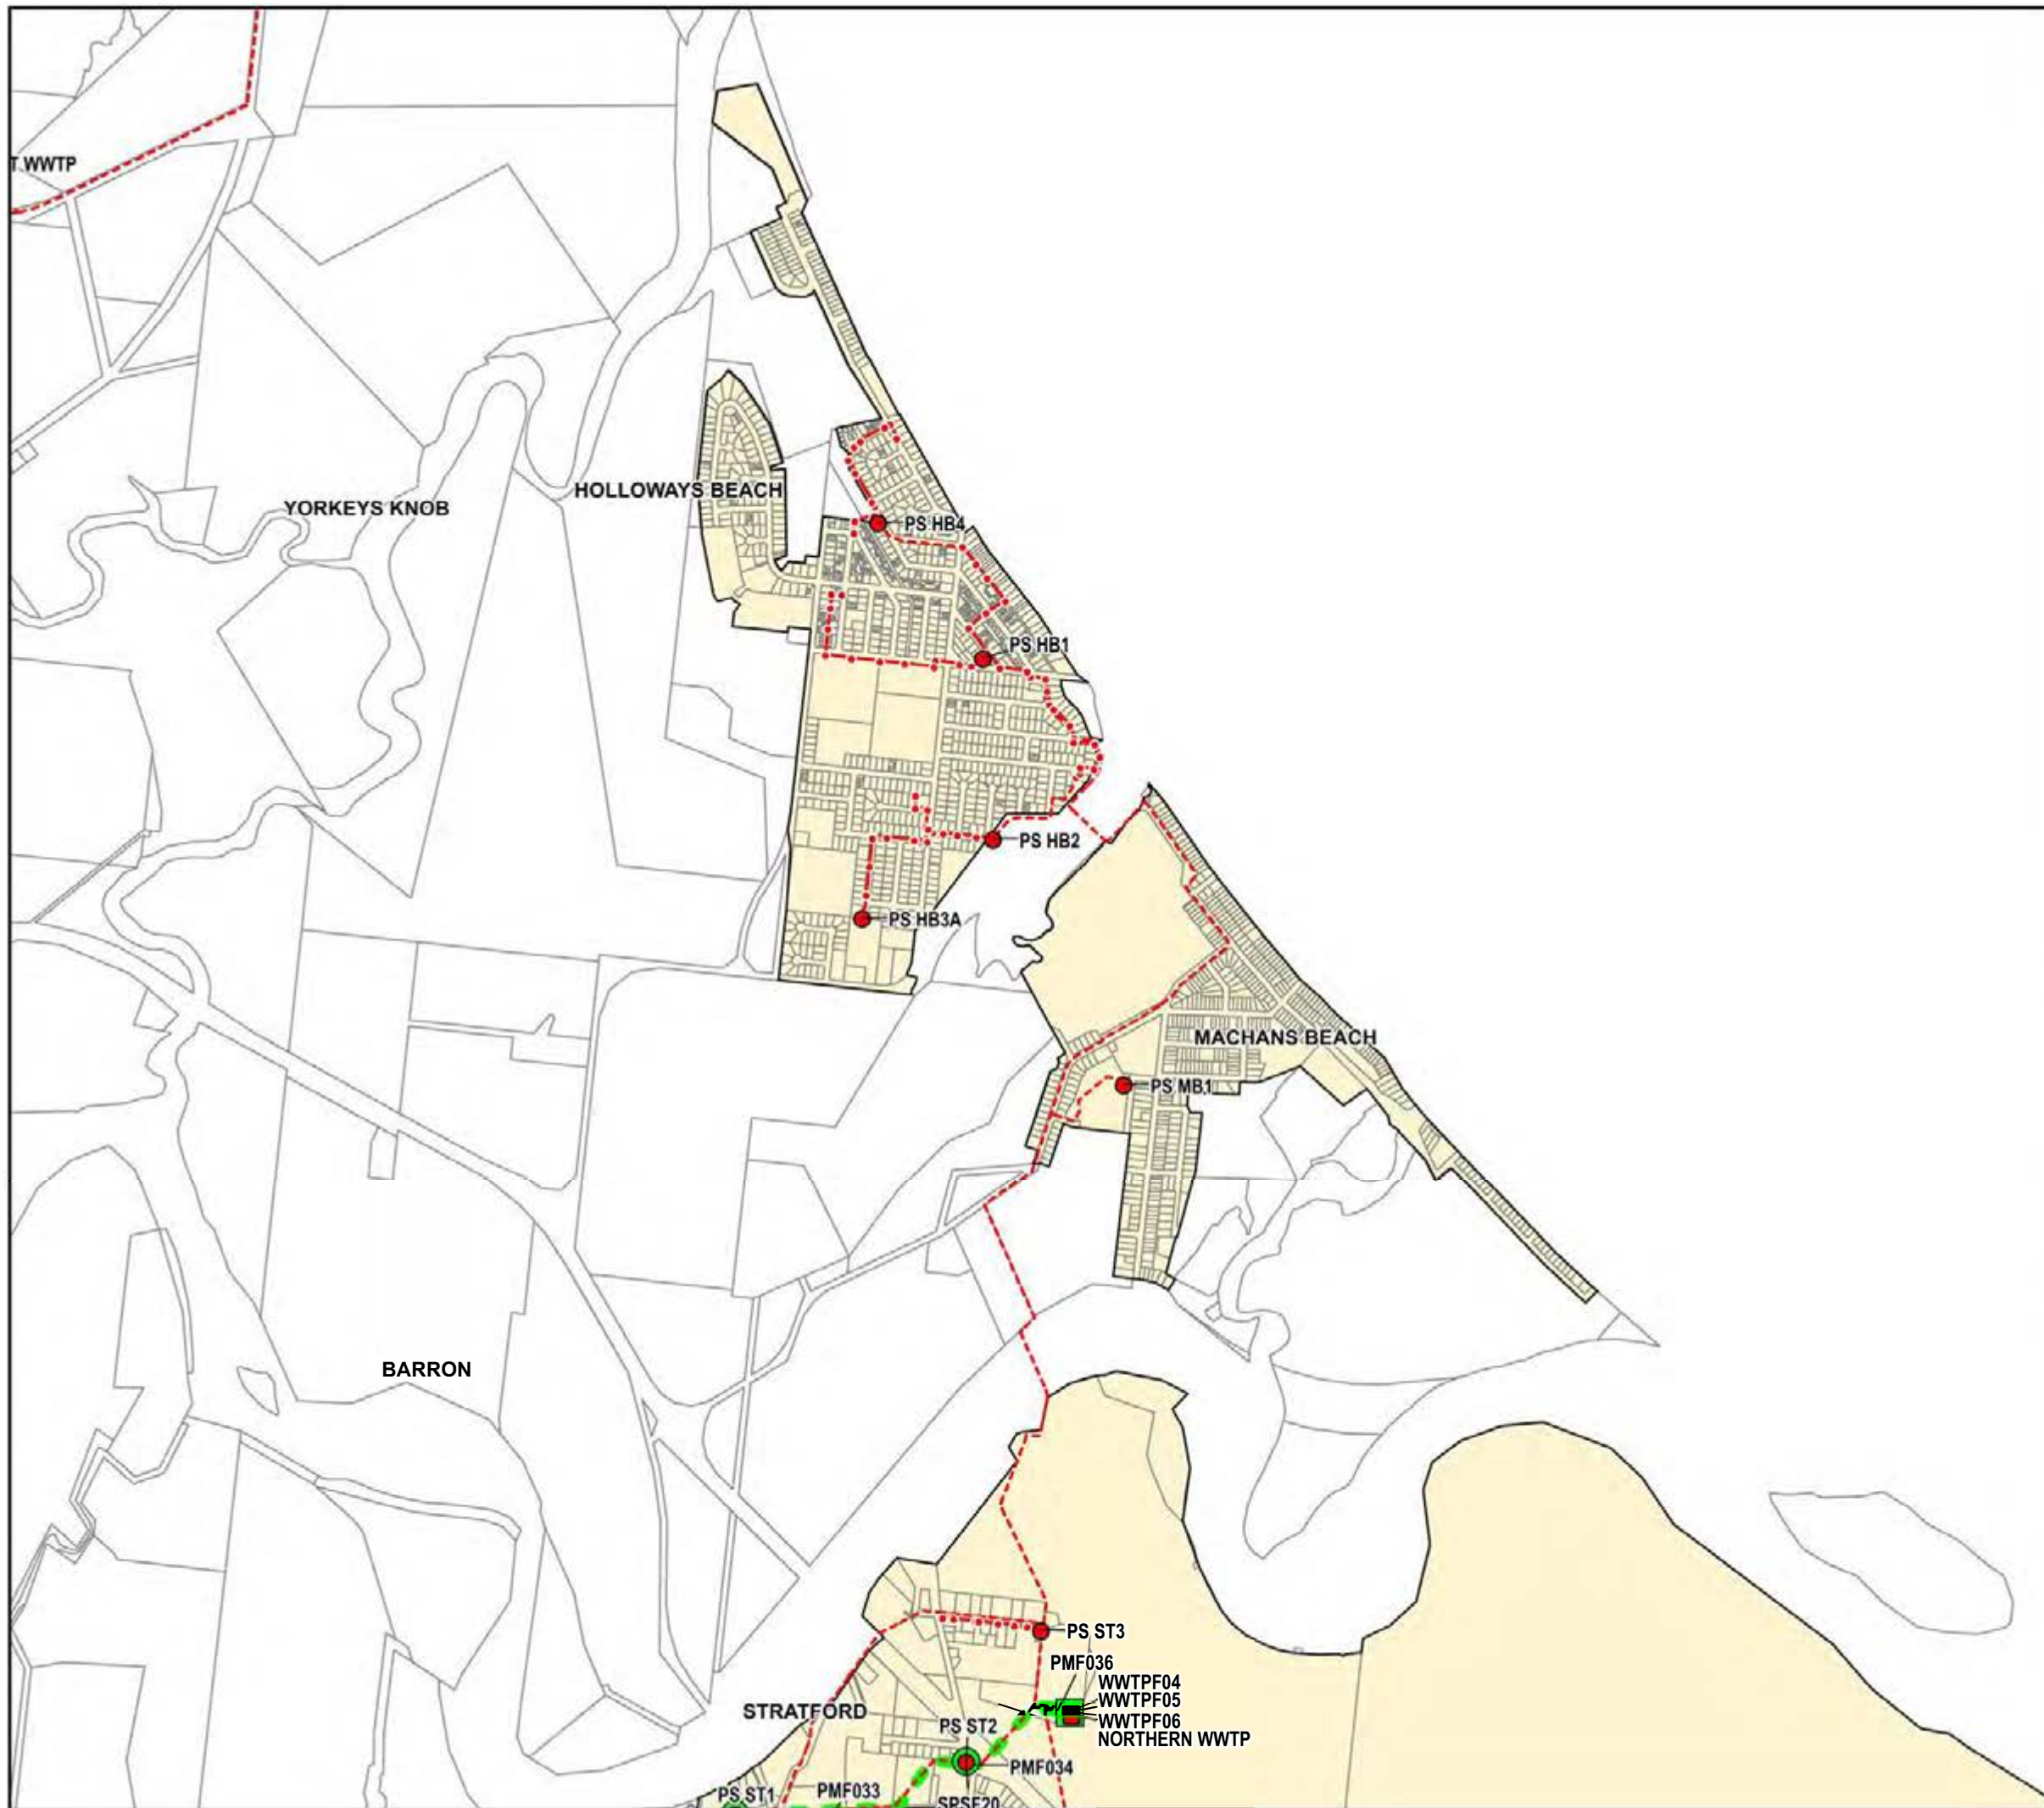 T WWTP
HOLLOWAYS BEACH
YORKEYS KNOB
PS HB4
PS HB1
PS HB2
PS HB3A
MACHANS BEACH
PS MB1
BARRON
PS ST3
PMF036
WWTPF04
WWTPF05
STRATFORD
WWTPF06
PS ST2
NORTHERN WWTP
PMF034
PMF033
PS ST1
SPSF20